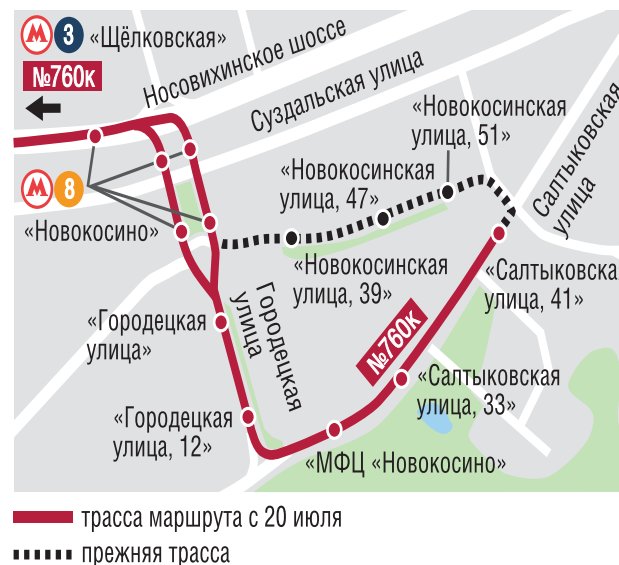 М 3 «Щёлковская»
№760к
Носовихинское шоссе
Суздальская улица
«Новокосинская
улица, 51»
Салтыковская
улица
«Новокосинская
улица, 47»
М 8
«Новокосино»
«Новокосинская
улица, 39»
«Салтыковска
улица, 41»
Городецкая
улица
«Городецкая
улица»
№760к
«Салтыковская
улица, 33»
«Городецкая
улица, 12»
«МФЦ «Новокосино»
трасса маршрута с 20 июля
прежняя трасса